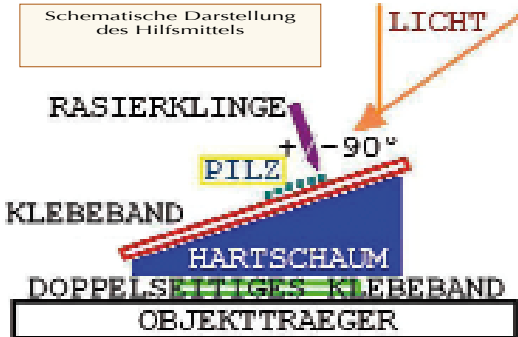 Schematische Darstellung
des Hilfsmittels
LICHT
RASIERKLINGE
+ -90°
PILZ
KLEBEBAND
HARTSCHAUM
DOPPELSEITIGES KLEBEBAND
OBJEKTTRAEGER